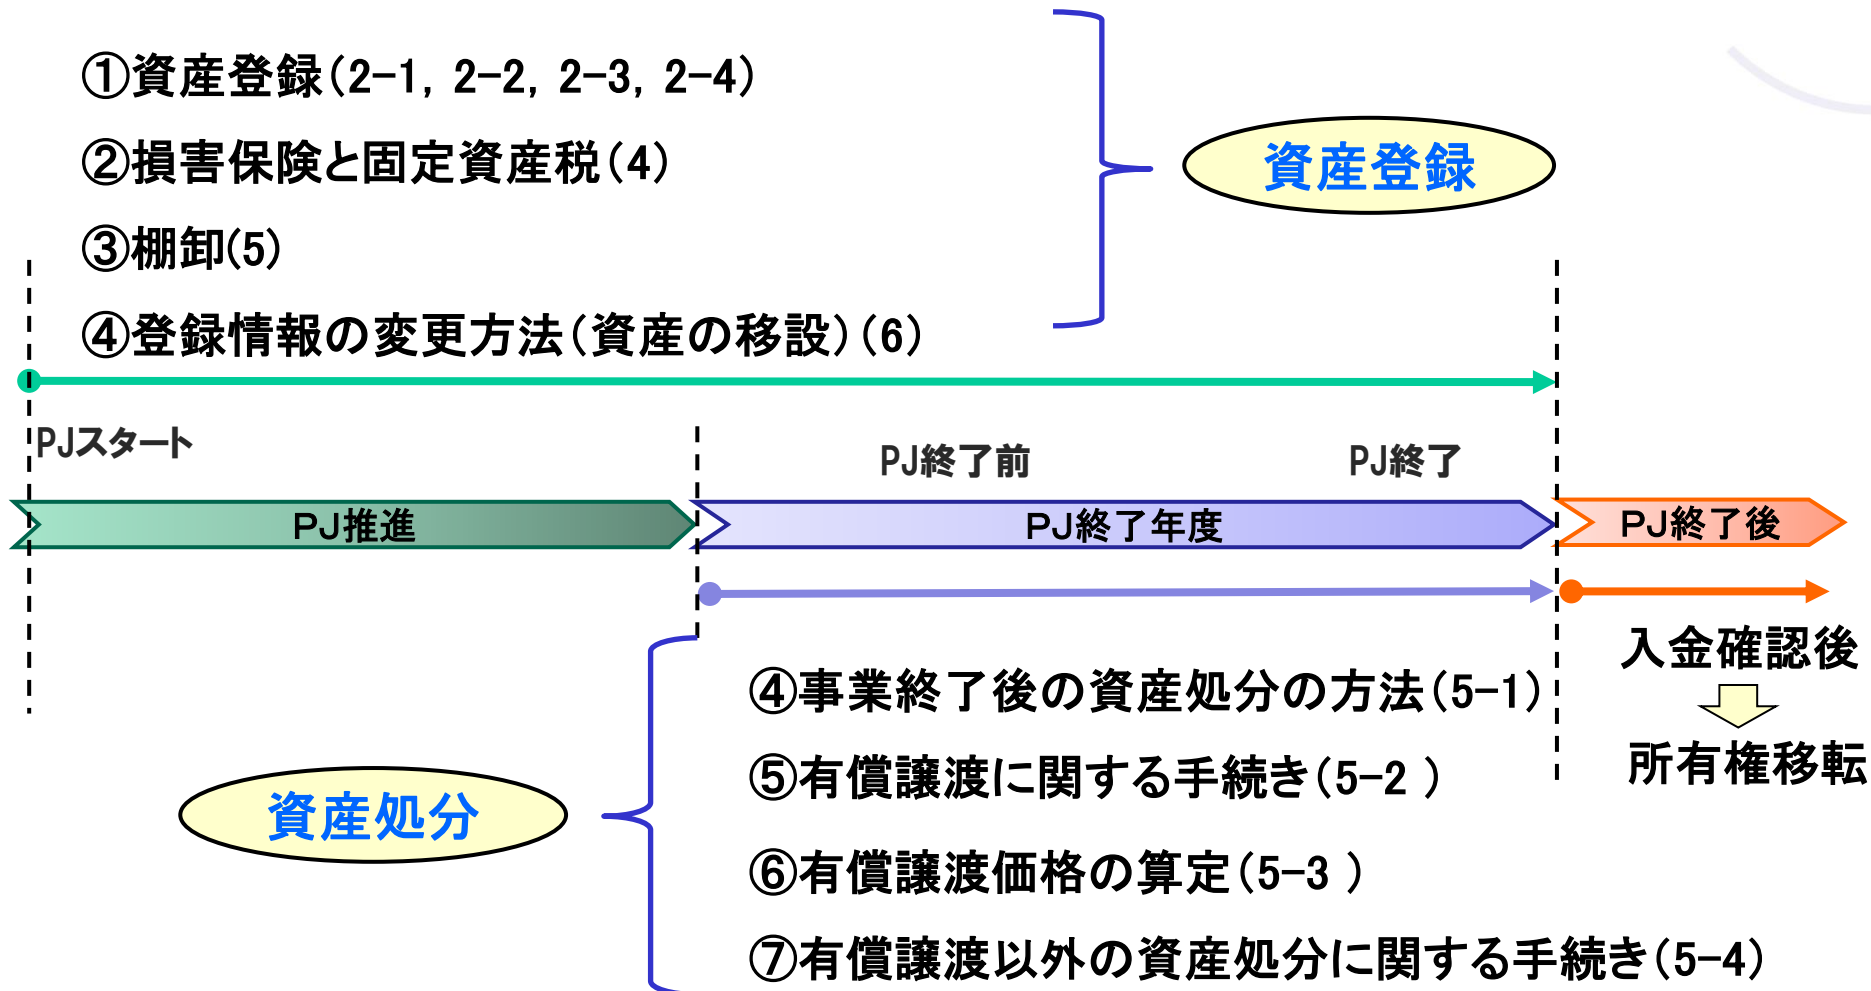 ①資産登録(2-1, 2-2, 2-3, 2-4)
②損害保険と固定資産税(4)
資産登録
③棚卸(5)
④登録情報の変更方法(資産の移設)(6)
PJスタート
PJ終了前
PJ終了
PJ推進
PJ終了年度
PJ終了後
入金確認後
所有権移転
④事業終了後の資産処分の方法(5-1)
⑤有償譲渡に関する手続き(5-2 )
資産処分
⑥有償譲渡価格の算定(5-3 )
⑦有償譲渡以外の資産処分に関する手続き(5-4)